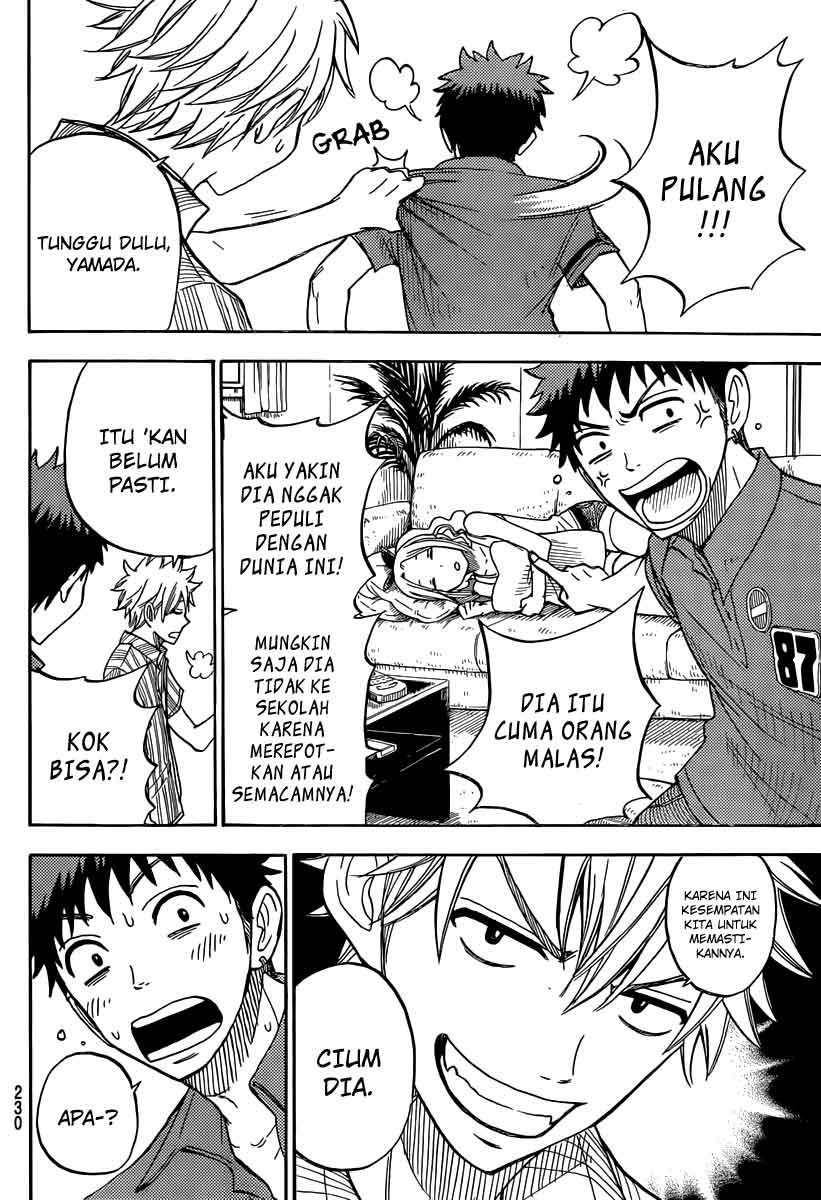 AKU
PULANG
!!!
GRAB
TUNGGU DULU,
YAMADA.
87
DIA ITU
CUMA ORANG
MALAS!
AKU YAKIN
DIA NGGAK
PEDULI
DENGAN
DUNIA INI!
MUNGKIN
SAJA DIA
TIDAK KE
SEKOLAH
KARENA
MEREPOT-
KAN ATAU
SEMACAMNYA!
ITU 'KAN
BELUM
PASTI.
KOK
BISA?!
KARENA INI
KESEMPATAN
KITA UNTUK
MEMASTI-
KANNYA.
CIUM
DIA.
APA-?
230